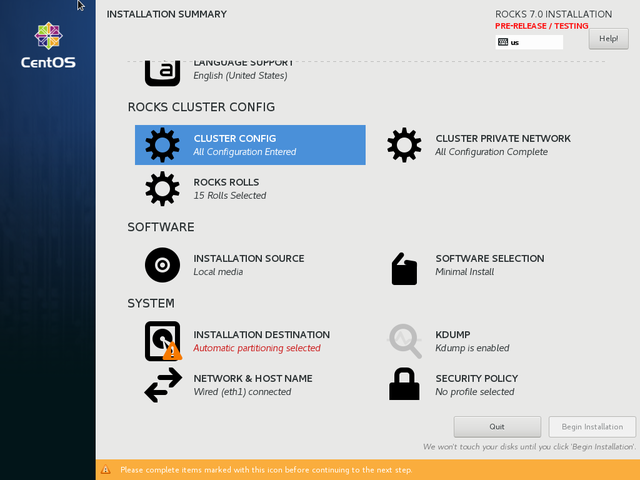 INSTALLATION SUMMARY
ROCKS 7.0 INSTALLATION
PRE-RELEASE / TESTING
us
Help!
CentOS
LANGUAGE SUPPORT
English (United States)
ROCKS CLUSTER CONFIG
CLUSTER CONFIG
All Configuration Entered
CLUSTER PRIVATE NETWORK
All Configuration Complete
ROCKS ROLLS
15 Rolls Selected
SOFTWARE
INSTALLATION SOURCE
Local media
SOFTWARE SELECTION
Minimal Install
SYSTEM
INSTALLATION DESTINATION
Automatic partitioning selected
KDUMP
Kdump is enabled
NETWORK & HOST NAME
Wired (eth1) connected
SECURITY POLICY
No profile selected
Quit
Begin Installation
We won't touch your disks until you click 'Begin Installation'.
Please complete items marked with this icon before continuing to the next step.